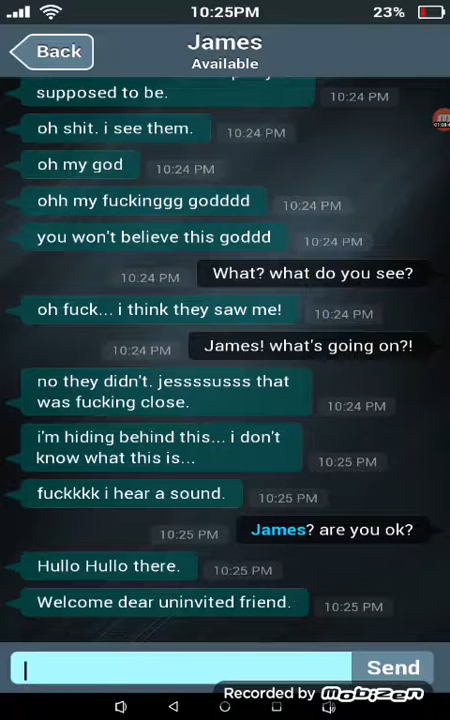 10:25PM
23%
Back
James
Available
supposed to be.
10:24 PM
oh shit. i see them.
10:24 PM
oh my god
10:24 PM
ohh my fuckinggg godddd
10:24 PM
you won't believe this goddd
10:24 PM
What? what do you see?
10:24 PM
oh fuck... i think they saw me!
10:24 PM
James! what's going on?!
10:24 PM
no they didn't. jessssusss that
was fucking close.
10:24 PM
i'm hiding behind this... i don't
know what this is...
10:25 PM
fuckkkk i hear a sound.
10:25 PM
James? are you ok?
10:25 PM
Hullo Hullo there.
10:25 PM
Welcome dear uninvited friend.
10:25 PM
Send
Recorded by Mobizen